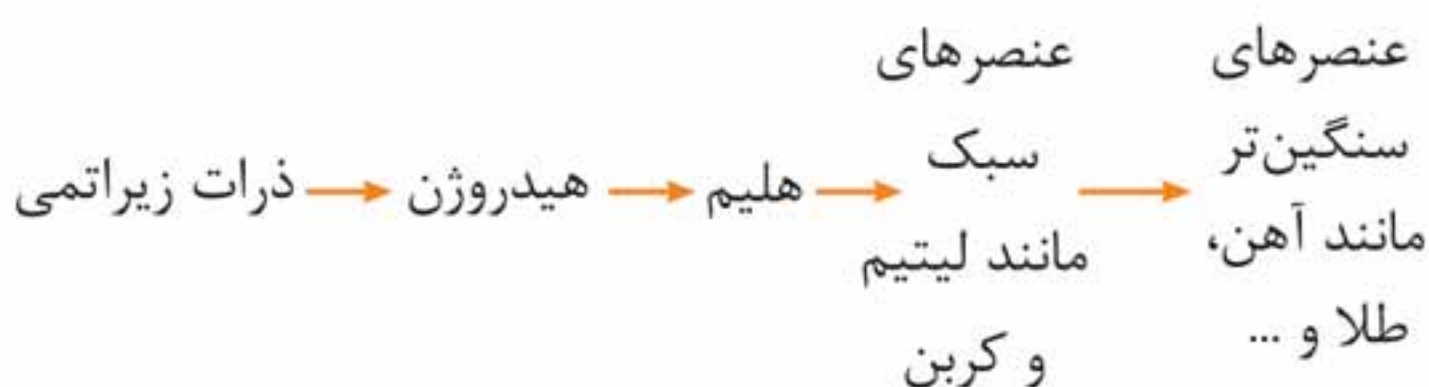 ذرات زیراتمی
هیدروژن
هلیم
عنصرهای
سبک
مانند لیتیم
و کربن
عنصرهای
سنگین‌تر
مانند آهن،
طلا و ...